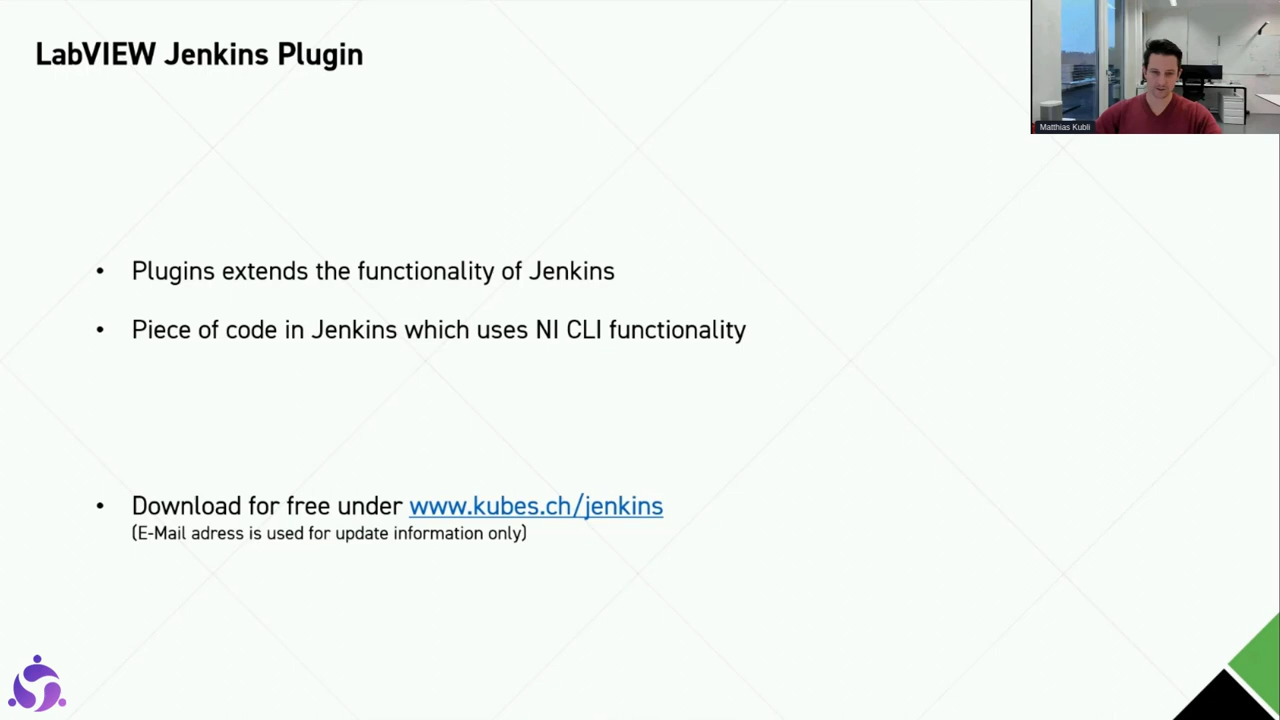 LabVIEW Jenkins Plugin
Matthias Kubli
• Plugins extends the functionality of Jenkins
• Piece of code in Jenkins which uses NI CLI functionality
• Download for free under www.kubes.ch/jenkins
(E-Mail adress is used for update information only)